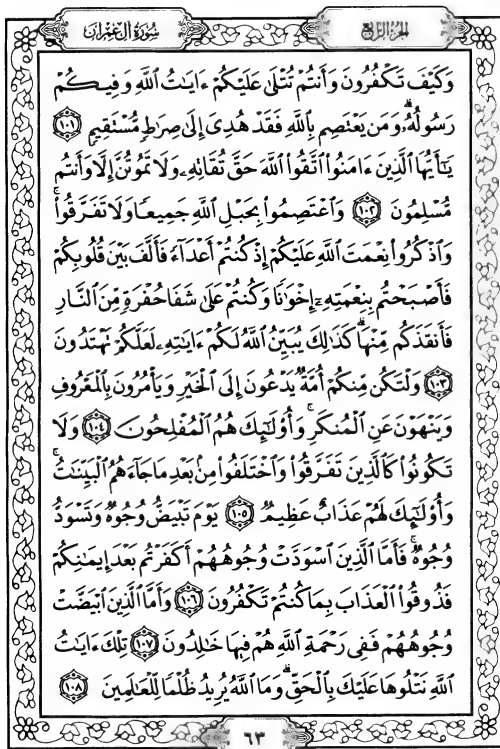 سُورَةُ آلِ عِمْرَانَ
الجُزْءُ الرَّابِعُ
وَكَيْفَ تَكْفُرُونَ وَأَنتُمْ تُتْلَىٰ عَلَيْكُمْ ءَايَٰتُ ٱللَّهِ وَفِيكُمْ
رَسُولُهُۥۗ وَمَن يَعْتَصِم بِٱللَّهِ فَقَدْ هُدِىَ إِلَىٰ صِرَٰطٍ مُّسْتَقِيمٍ ١٠١
يَٰٓأَيُّهَا ٱلَّذِينَ ءَامَنُوا۟ ٱتَّقُوا۟ ٱللَّهَ حَقَّ تُقَاتِهِۦ وَلَا تَمُوتُنَّ إِلَّا وَأَنتُم
مُّسْلِمُونَ ١٠٢ وَٱعْتَصِمُوا۟ بِحَبْلِ ٱللَّهِ جَمِيعًا وَلَا تَفَرَّقُوا۟ۚ
وَٱذْكُرُوا۟ نِعْمَتَ ٱللَّهِ عَلَيْكُمْ إِذْ كُنتُمْ أَعْدَآءً فَأَلَّفَ بَيْنَ قُلُوبِكُمْ
فَأَصْبَحْتُم بِنِعْمَتِهِۦٓ إِخْوَٰنًا وَكُنتُمْ عَلَىٰ شَفَا حُفْرَةٍ مِّنَ ٱلنَّارِ
فَأَنقَذَكُم مِّنْهَاۗ كَذَٰلِكَ يُبَيِّنُ ٱللَّهُ لَكُمْ ءَايَٰتِهِۦ لَعَلَّكُمْ تَهْتَدُونَ
١٠٣ وَلْتَكُن مِّنكُمْ أُمَّةٌ يَدْعُونَ إِلَى ٱلْخَيْرِ وَيَأْمُرُونَ بِٱلْمَعْرُوفِ
وَيَنْهَوْنَ عَنِ ٱلْمُنكَرِۚ وَأُو۟لَٰٓئِكَ هُمُ ٱلْمُفْلِحُونَ ١٠٤ وَلَا
تَكُونُوا۟ كَٱلَّذِينَ تَفَرَّقُوا۟ وَٱخْتَلَفُوا۟ مِنۢ بَعْدِ مَا جَآءَهُمُ ٱلْبَيِّنَٰتُۚ
وَأُو۟لَٰٓئِكَ لَهُمْ عَذَابٌ عَظِيمٌ ١٠٥ يَوْمَ تَبْيَضُّ وُجُوهٌ وَتَسْوَدُّ
وُجُوهٌۚ فَأَمَّا ٱلَّذِينَ ٱسْوَدَّتْ وُجُوهُهُمْ أَكَفَرْتُم بَعْدَ إِيمَٰنِكُمْ
فَذُوقُوا۟ ٱلْعَذَابَ بِمَا كُنتُمْ تَكْفُرُونَ ١٠٦ وَأَمَّا ٱلَّذِينَ ٱبْيَضَّتْ
وُجُوهُهُمْ فَفِى رَحْمَةِ ٱللَّهِ هُمْ فِيهَا خَٰلِدُونَ ١٠٧ تِلْكَ ءَايَٰتُ
ٱللَّهِ نَتْلُوهَا عَلَيْكَ بِٱلْحَقِّۗ وَمَا ٱللَّهُ يُرِيدُ ظُلْمًا لِّلْعَٰلَمِينَ ١٠٨
٦٣